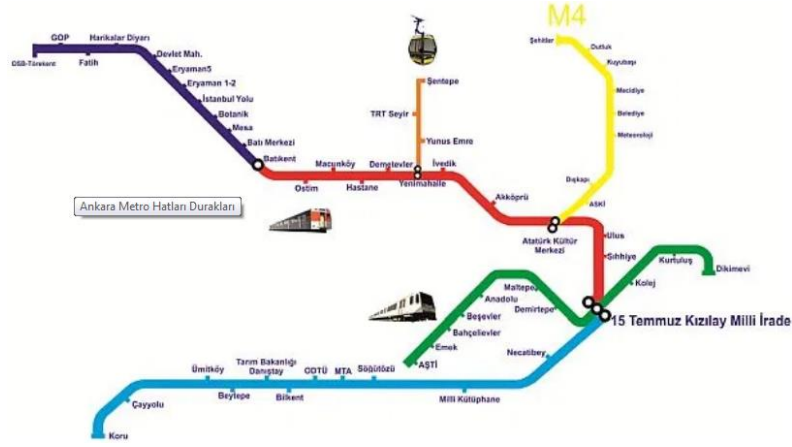 M4
GOP
Harikalar Diyarı
OSB-Törekent
Fatih
Devlet Mah.
Eryaman5
Eryaman 1-2
İstanbul Yolu
Botanik
Mesa
Batı Merkezi
Batıkent
Şentepe
TRT Seyir
Yunus Emre
Şehitler
Dutluk
Kuyubaşı
Mecidiye
Belediye
Meteoroloji
Dışkapı
ASKİ
Macunköy
Demetevler
İvedik
Ostim
Hastane
Yenimahalle
Akköprü
Ankara Metro Hatları Durakları
Atatürk Kültür
Merkezi
Ulus
Sıhhiye
Kurtuluş
Dikimevi
Kolej
Maltepe
Anadolu
Demirtepe
Beşevler
Bahçelievler
Emek
AŞTİ
15 Temmuz Kızılay Milli İrade
Necatibey
Ümitköy
Tarım Bakanlığı
Danıştay
ODTÜ
MTA
Söğütözü
Beytepe
Bilkent
Milli Kütüphane
Çayyolu
Koru